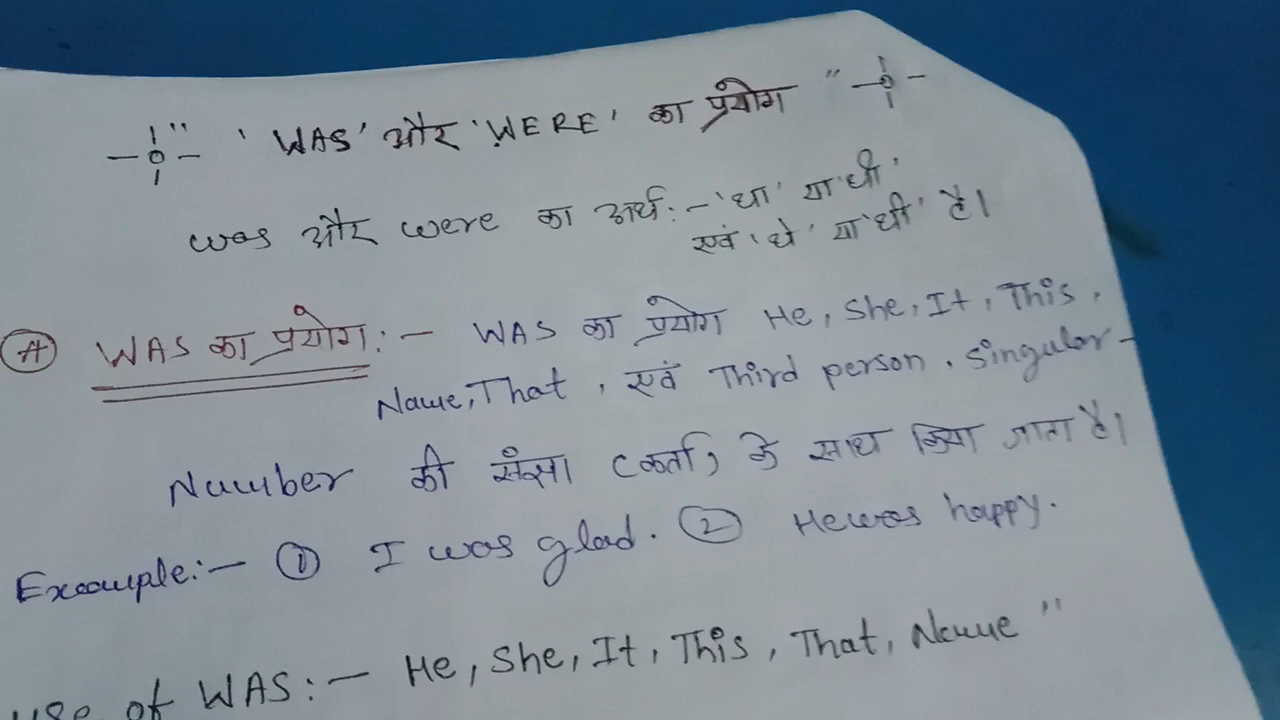 " 'WAS' और 'WERE' का प्रयोग "
was और were का अर्थ:- 'था' या 'थी'
एवं 'थे' या 'थी' है।
(A) WAS का प्रयोग:- WAS का प्रयोग He, She, It, This,
Name, That, एवं Third person. Singular-
Number की संज्ञा (कर्ता) के साथ किया जाता है।
Example:- ① I was glad. ② He was happy.
use of WAS:- He, She, It, This, That, Name "